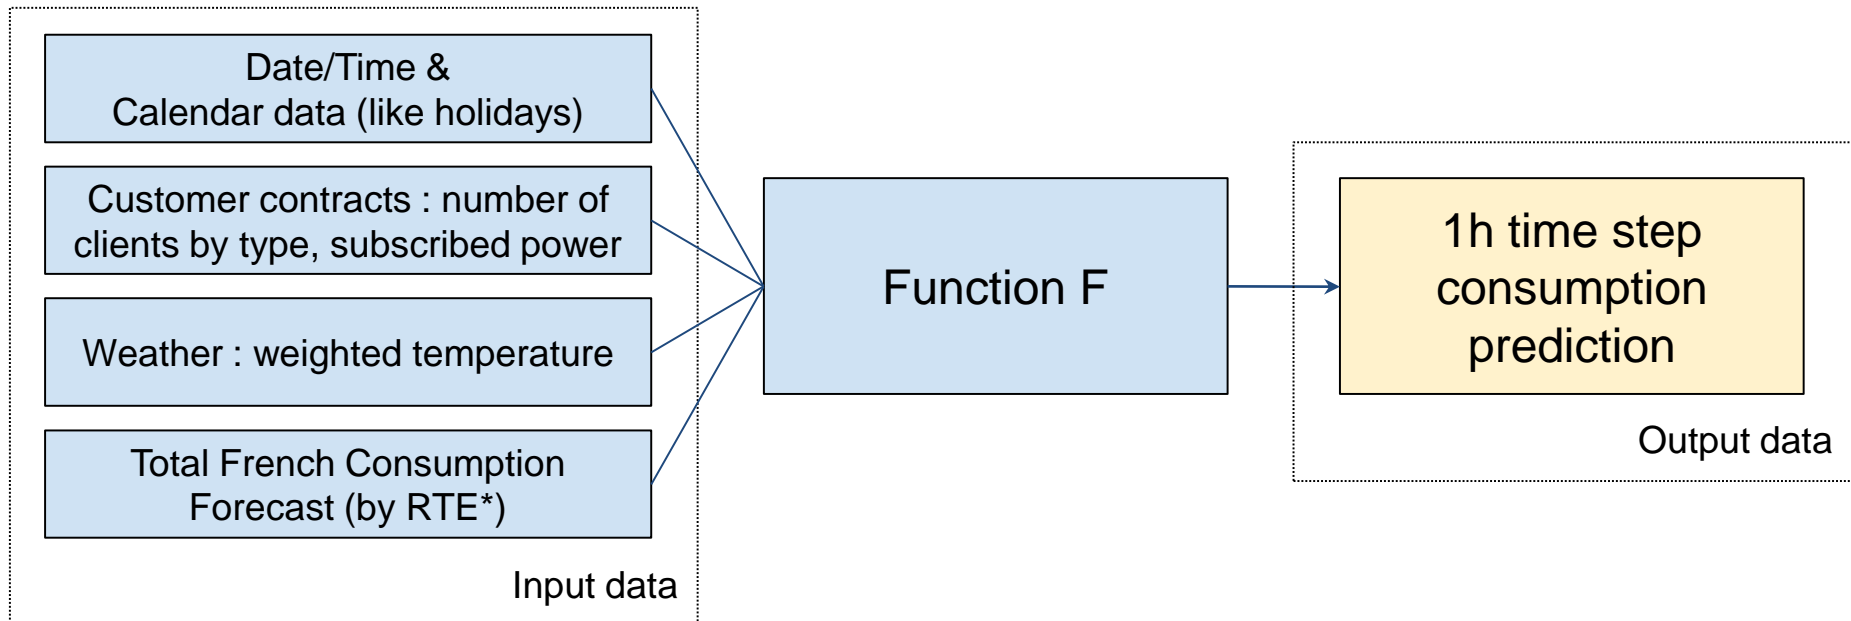 Date/Time &
Calendar data (like holidays)
Customer contracts : number of
clients by type, subscribed power
Weather : weighted temperature
Total French Consumption
Forecast (by RTE*)
Input data
Function F
1h time step
consumption
prediction
Output data